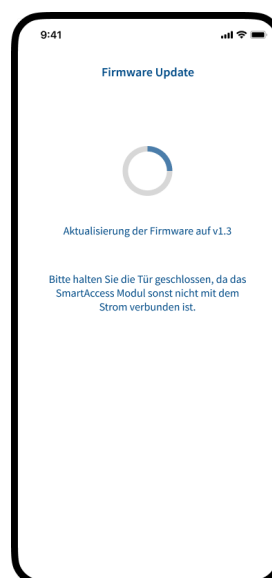 9:41
Firmware Update
Aktualisierung der Firmware auf v1.3
Bitte halten Sie die Tür geschlossen, da das
SmartAccess Modul sonst nicht mit dem
Strom verbunden ist.